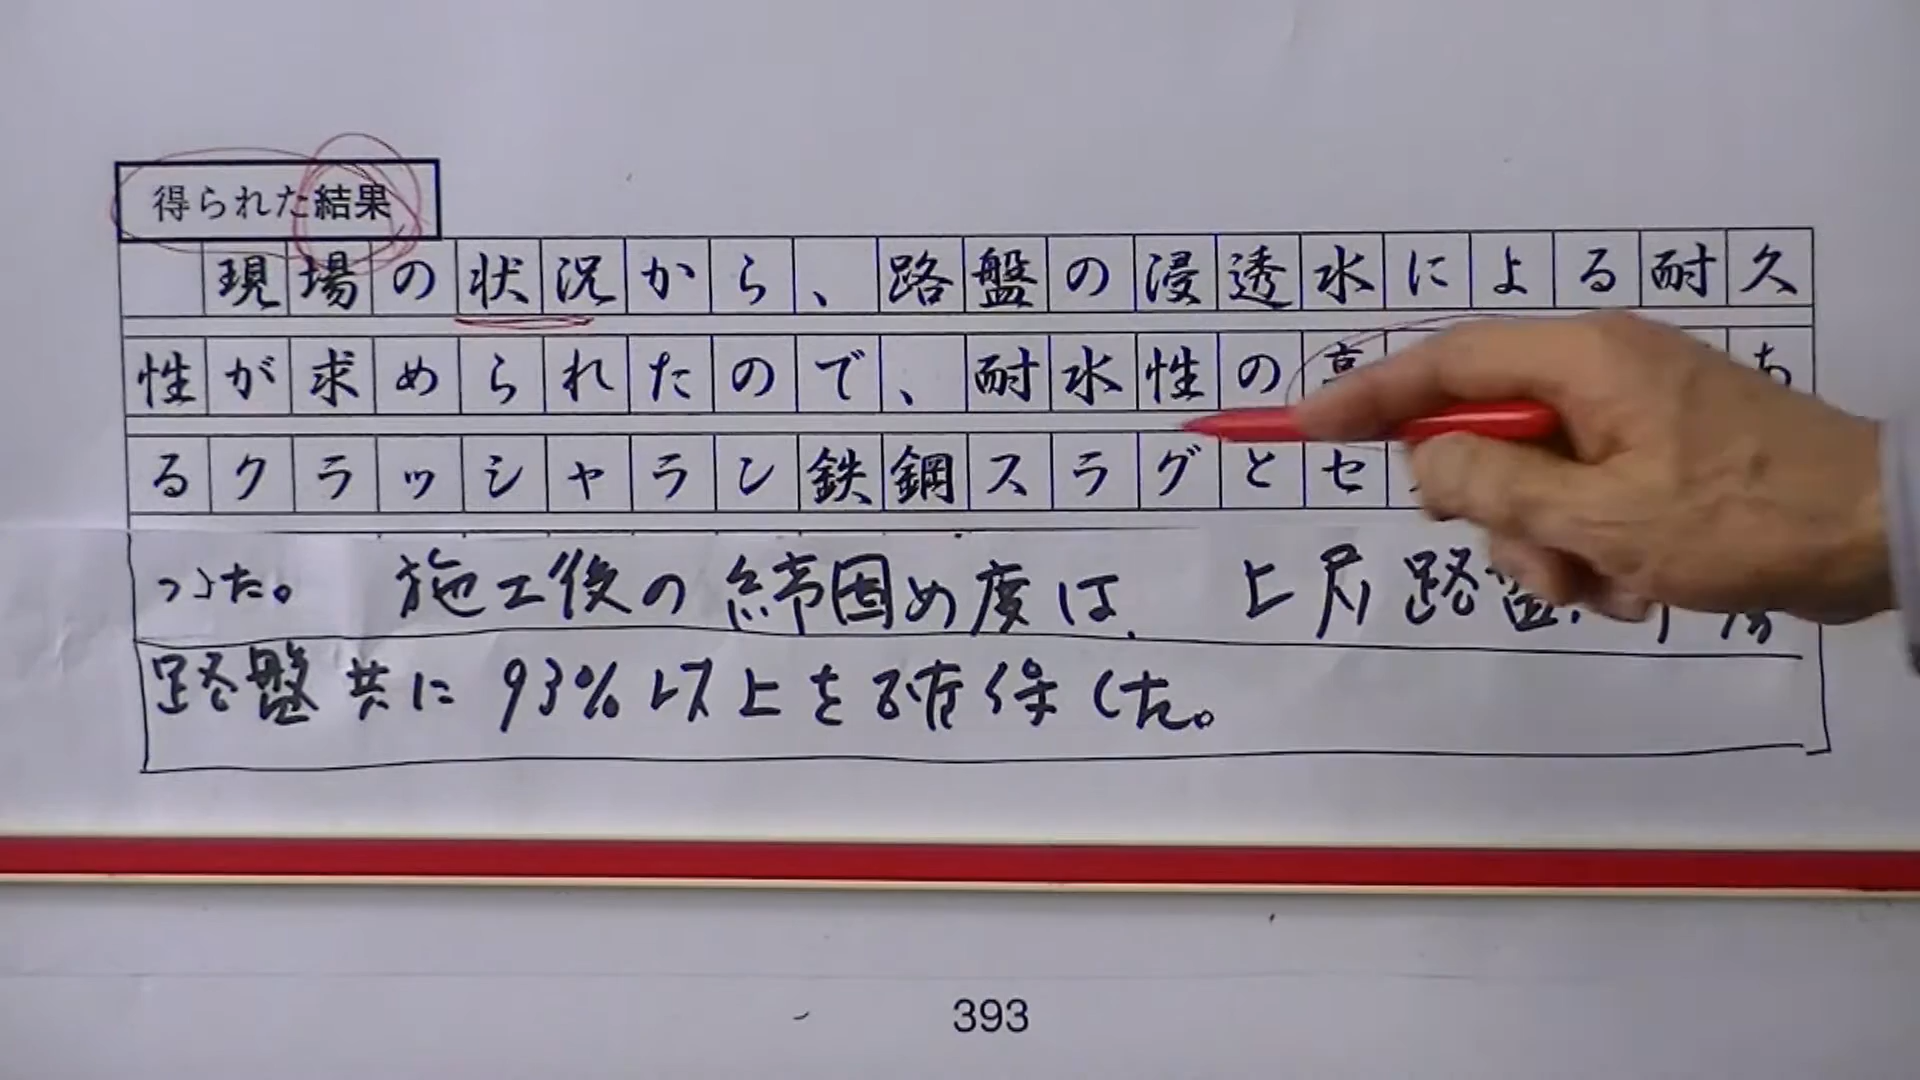 得られた結果
現場の状況から、路盤の浸透水による耐久
性が求められたので、耐水性の高
るクラッシャラン鉄鋼スラグとセ
った。 施工後の締固め度は、 上層路盤、下層
路盤共に93%以上を確保した。
393